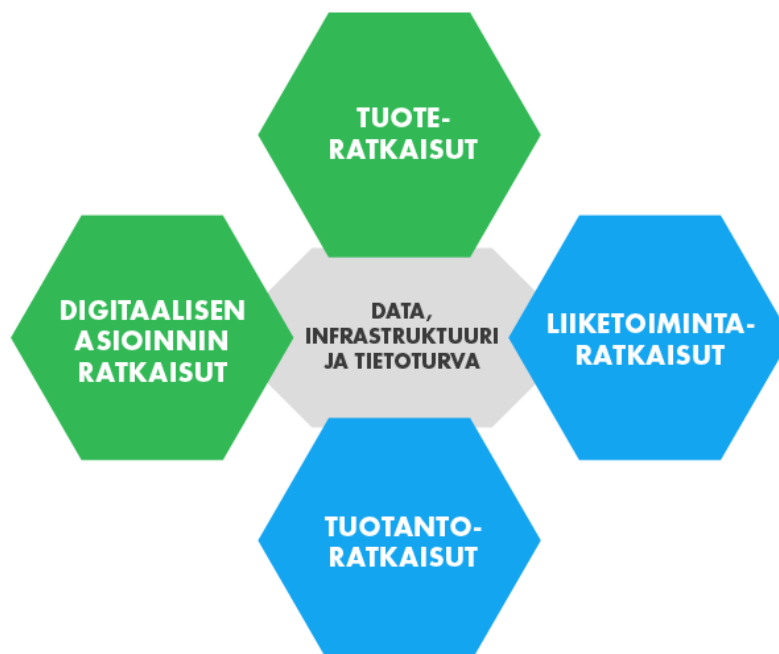 TUOTE-
RATKAISUT
DIGITAALISEN
ASIOINNIN
RATKAISUT
DATA,
INFRASTRUKTUURI
JA TIETOTURVA
LIIKETOIMINTA-
RATKAISUT
TUOTANTO-
RATKAISUT